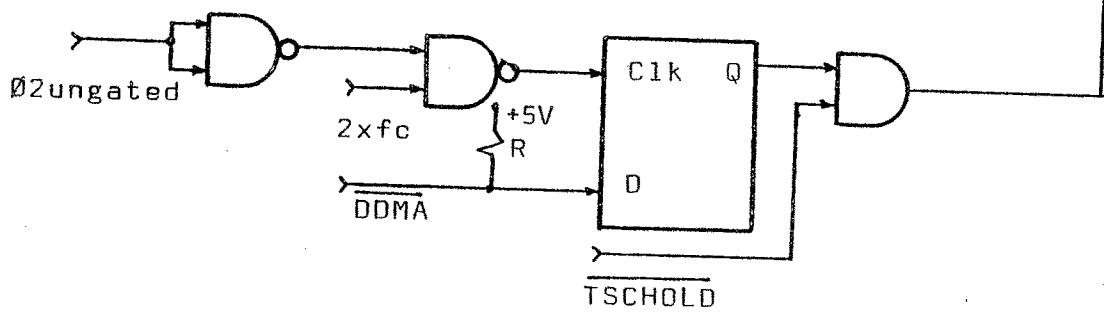 Clk Q
Ø2ungated
+5V
2xfc
R
D
DDMA
TSCHOLD